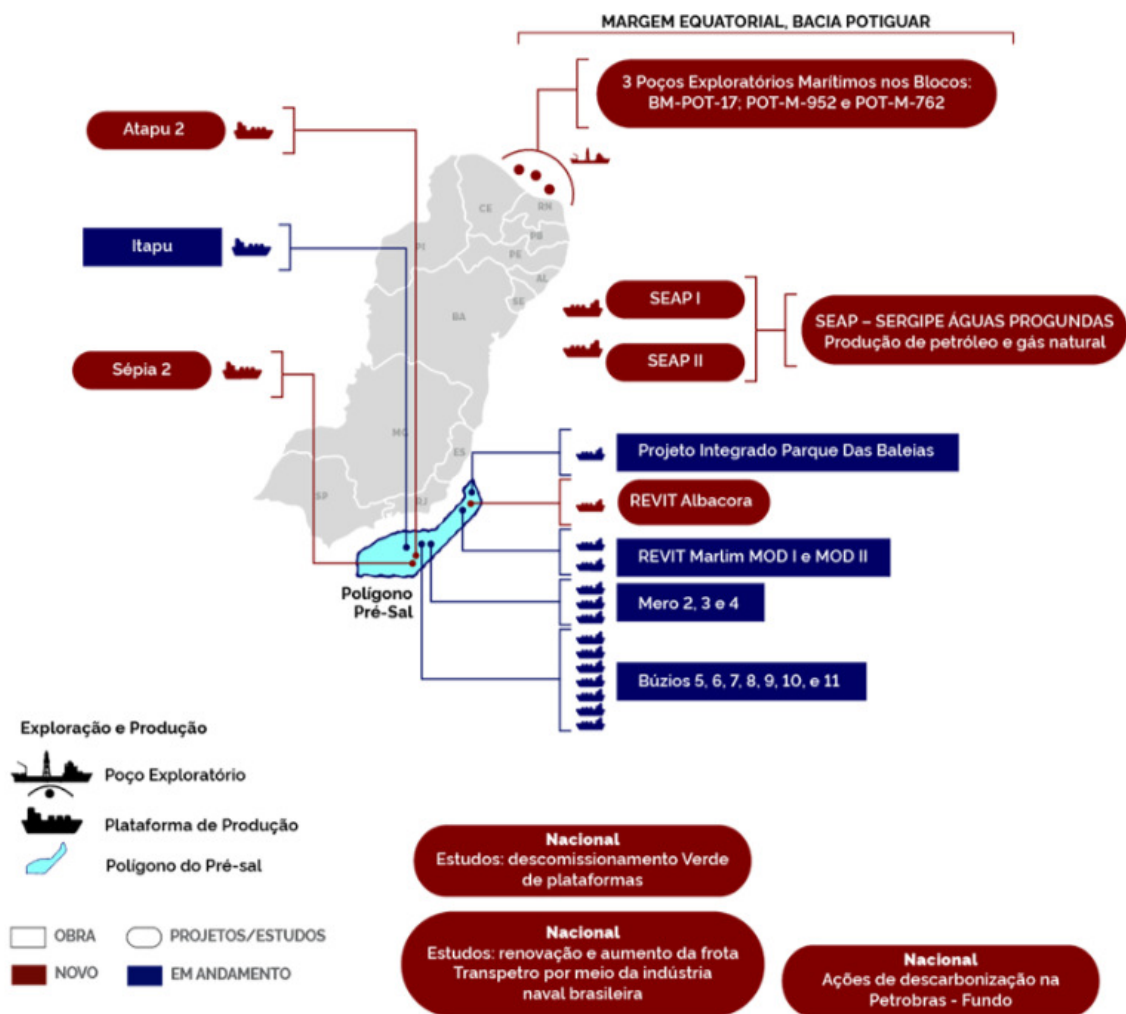 MARGEM EQUATORIAL, BACIA POTIGUAR
3 Poços Exploratórios Marítimos nos Blocos:
BM-POT-17; POT-M-952 e POT-M-762
Atapu 2
Itapu
Sépia 2
CE
RN
PB
PI
PE
AL
SE
BA
MG
ES
SP
RJ
SEAP I
SEAP II
SEAP – SERGIPE ÁGUAS PROGUNDAS
Produção de petróleo e gás natural
Projeto Integrado Parque Das Baleias
REVIT Albacora
REVIT Marlim MOD I e MOD II
Mero 2, 3 e 4
Búzios 5, 6, 7, 8, 9, 10, e 11
Polígono
Pré-Sal
Exploração e Produção
Poço Exploratório
Plataforma de Produção
Polígono do Pré-sal
OBRA
PROJETOS/ESTUDOS
NOVO
EM ANDAMENTO
Nacional
Estudos: descomissionamento Verde
de plataformas
Nacional
Estudos: renovação e aumento da frota
Transpetro por meio da indústria
naval brasileira
Nacional
Ações de descarbonização na
Petrobras - Fundo